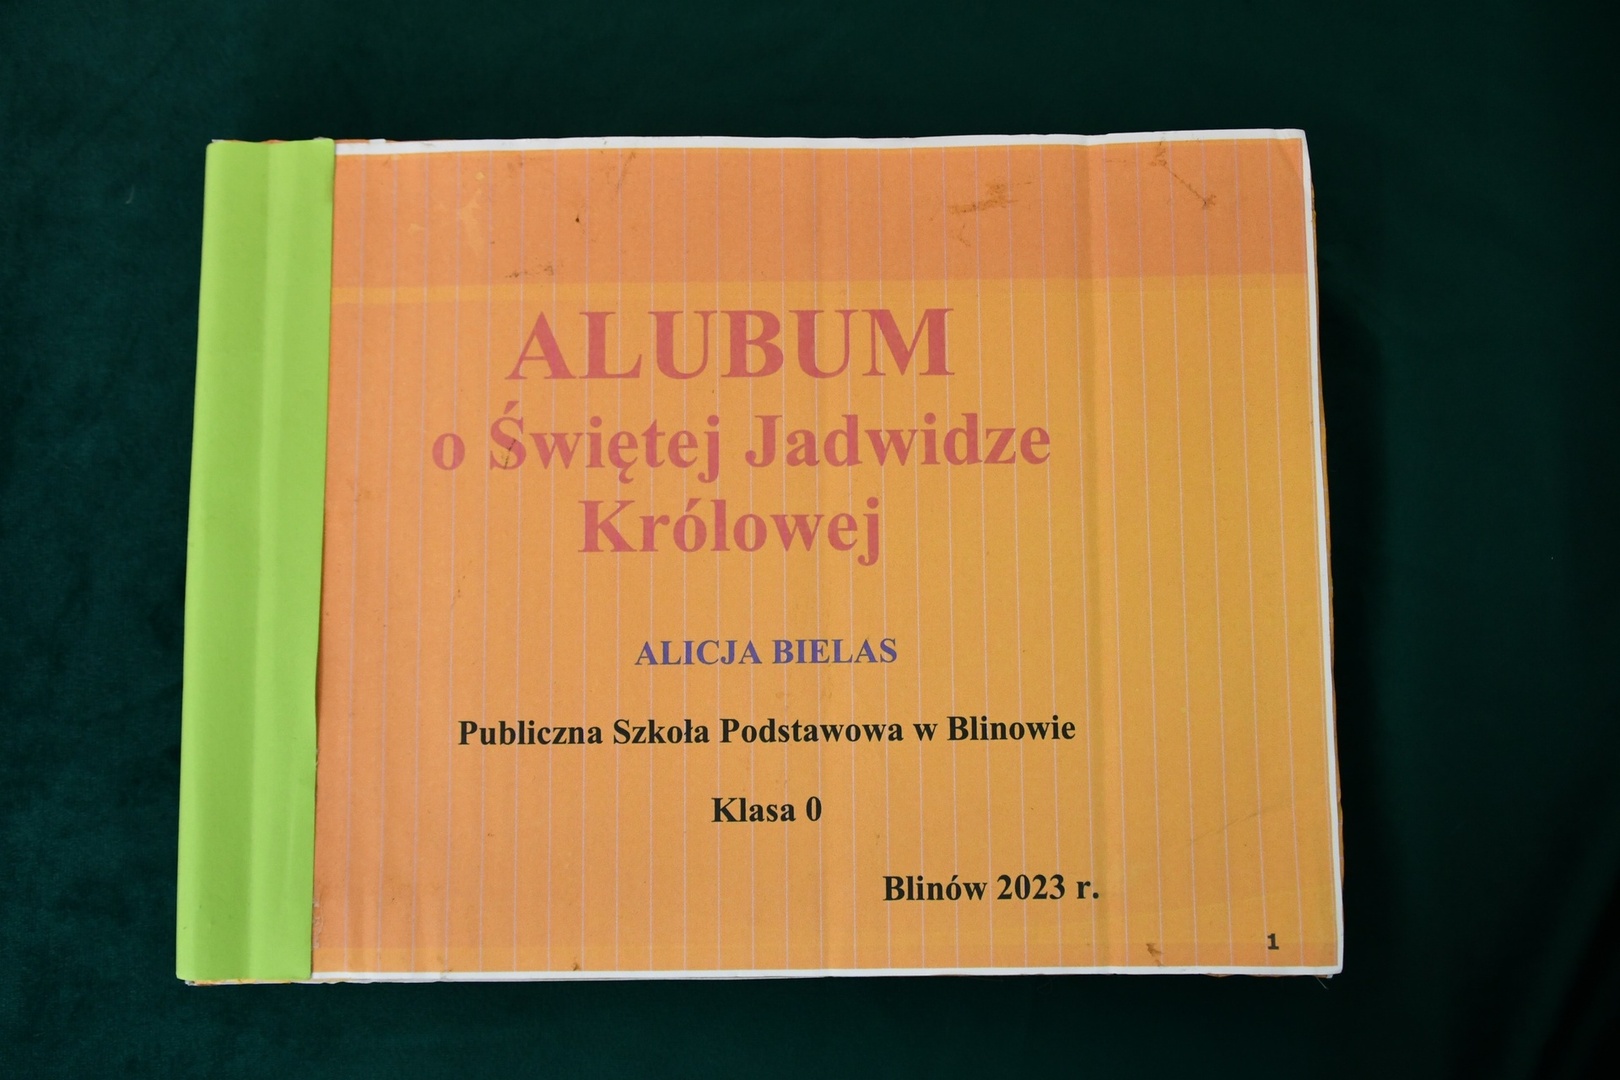 ALUBUM
o Świętej Jadwidze
Królowej
ALICJA BIELAS
Publiczna Szkoła Podstawowa w Blinowie
Klasa 0
Blinów 2023 r.
1